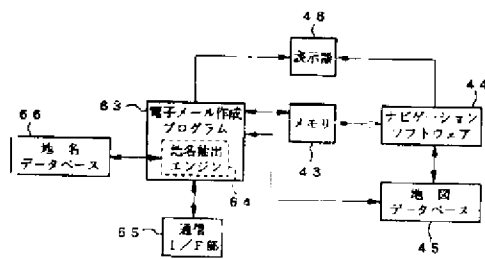 46
表示器
63
電子メール作成
プログラム
地名抽出
エンジン
64
66
地名
データベース
メモリ
43
44
ナビゲーション
ソフトウェア
地図
データベース
45
65
通信
I/F部